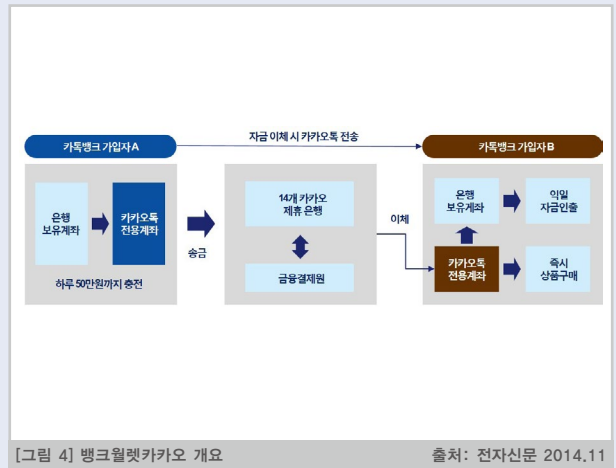 카톡뱅크 가입자 A
자금 이체 시 카카오톡 전송
카톡뱅크 가입자 B
은행
보유계좌
카카오톡
전용계좌
하루 50만원까지 충전
송금
14개 카카오
제휴 은행
금융결제원
이체
은행
보유계좌
익일
자금인출
카카오톡
전용계좌
즉시
상품구매
[그림 4] 뱅크월렛카카오 개요
출처: 전자신문 2014.11